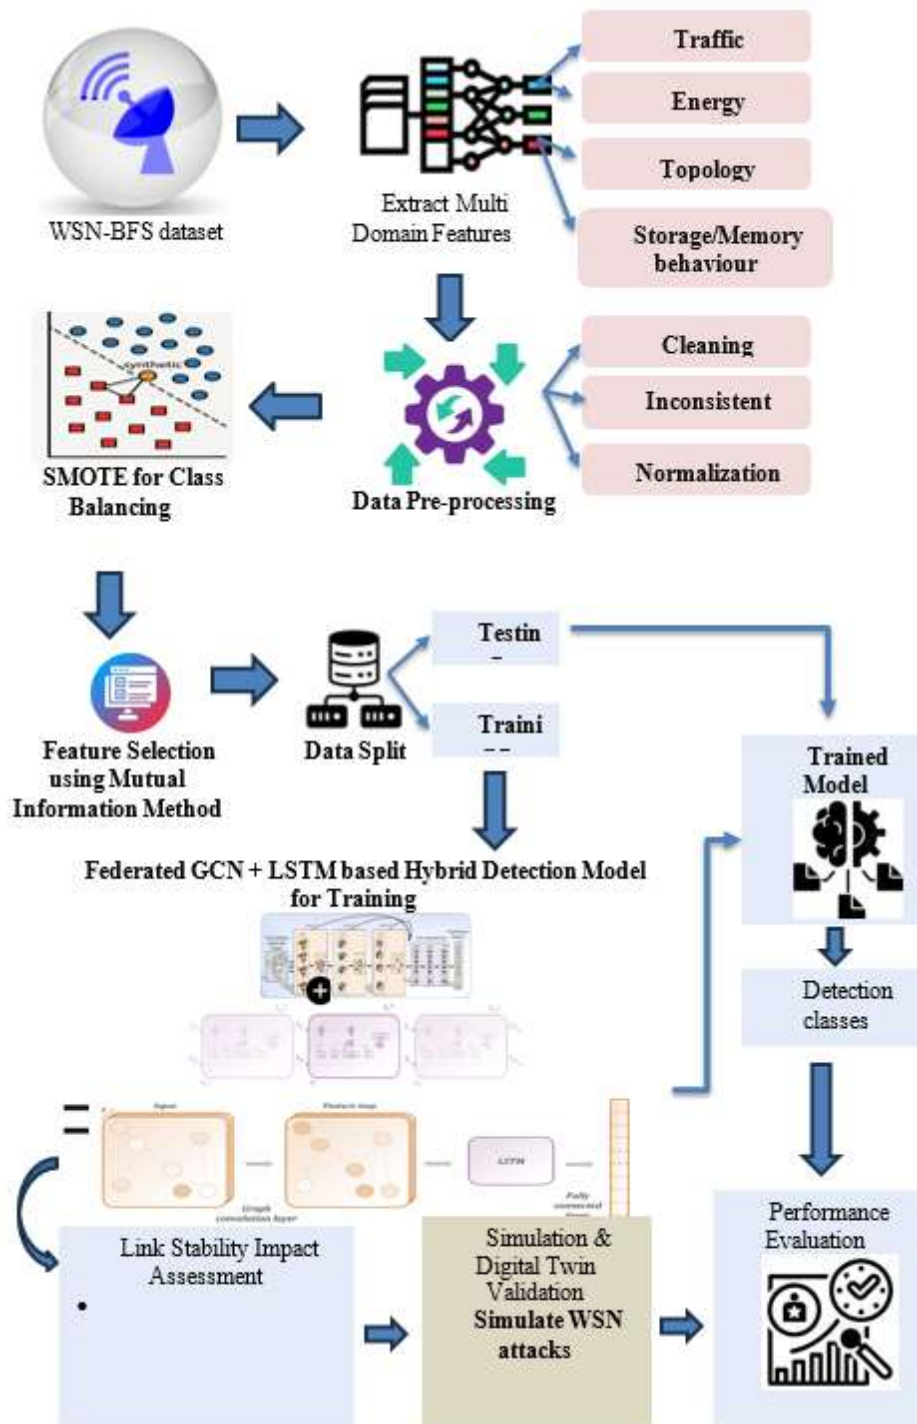 Traffic
Energy
Topology
Storage/Memory
behaviour
WSN-BFS dataset
Extract Multi
Domain Features
synthetic
Cleaning
Inconsistent
Normalization
SMOTE for Class
Balancing
Data Pre-processing
Testin
Traini
Feature Selection
using Mutual
Information Method
Data Split
Trained
Model
Federated GCN + LSTM based Hybrid Detection Model
for Training
Detection
classes
Input
Feature map
LSTM
Graph
convolution layer
Fully
connected
Link Stability Impact
Assessment
•
Simulation &
Digital Twin
Validation
Simulate WSN
attacks
Performance
Evaluation